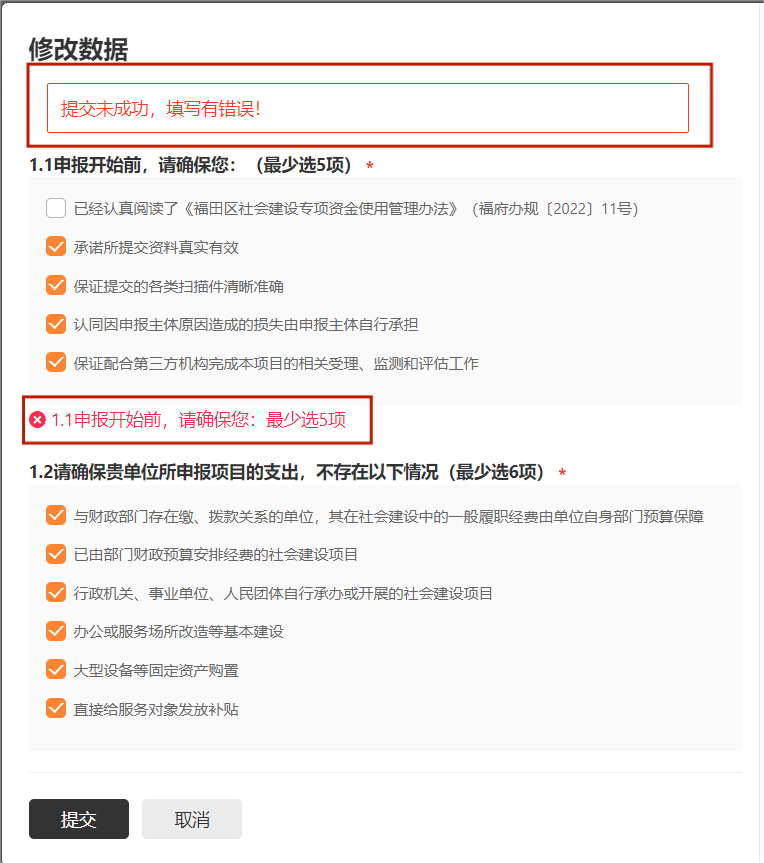 修改数据
提交未成功，填写有错误！
1.1申报开始前，请确保您：（最少选5项） *
已经认真阅读了《福田区社会建设专项资金使用管理办法》（福府办规〔2022〕11号）
承诺所提交资料真实有效
保证提交的各类扫描件清晰准确
认同因申报主体原因造成的损失由申报主体自行承担
保证配合第三方机构完成本项目的相关受理、监测和评估工作
1.1申报开始前，请确保您：最少选5项
1.2请确保贵单位所申报项目的支出，不存在以下情况（最少选6项） *
与财政部门存在缴、拨款关系的单位，其在社会建设中的一般履职经费由单位自身部门预算保障
已由部门财政预算安排经费的社会建设项目
行政机关、事业单位、人民团体自行承办或开展的社会建设项目
办公或服务场所改造等基本建设
大型设备等固定资产购置
直接给服务对象发放补贴
提交 取消